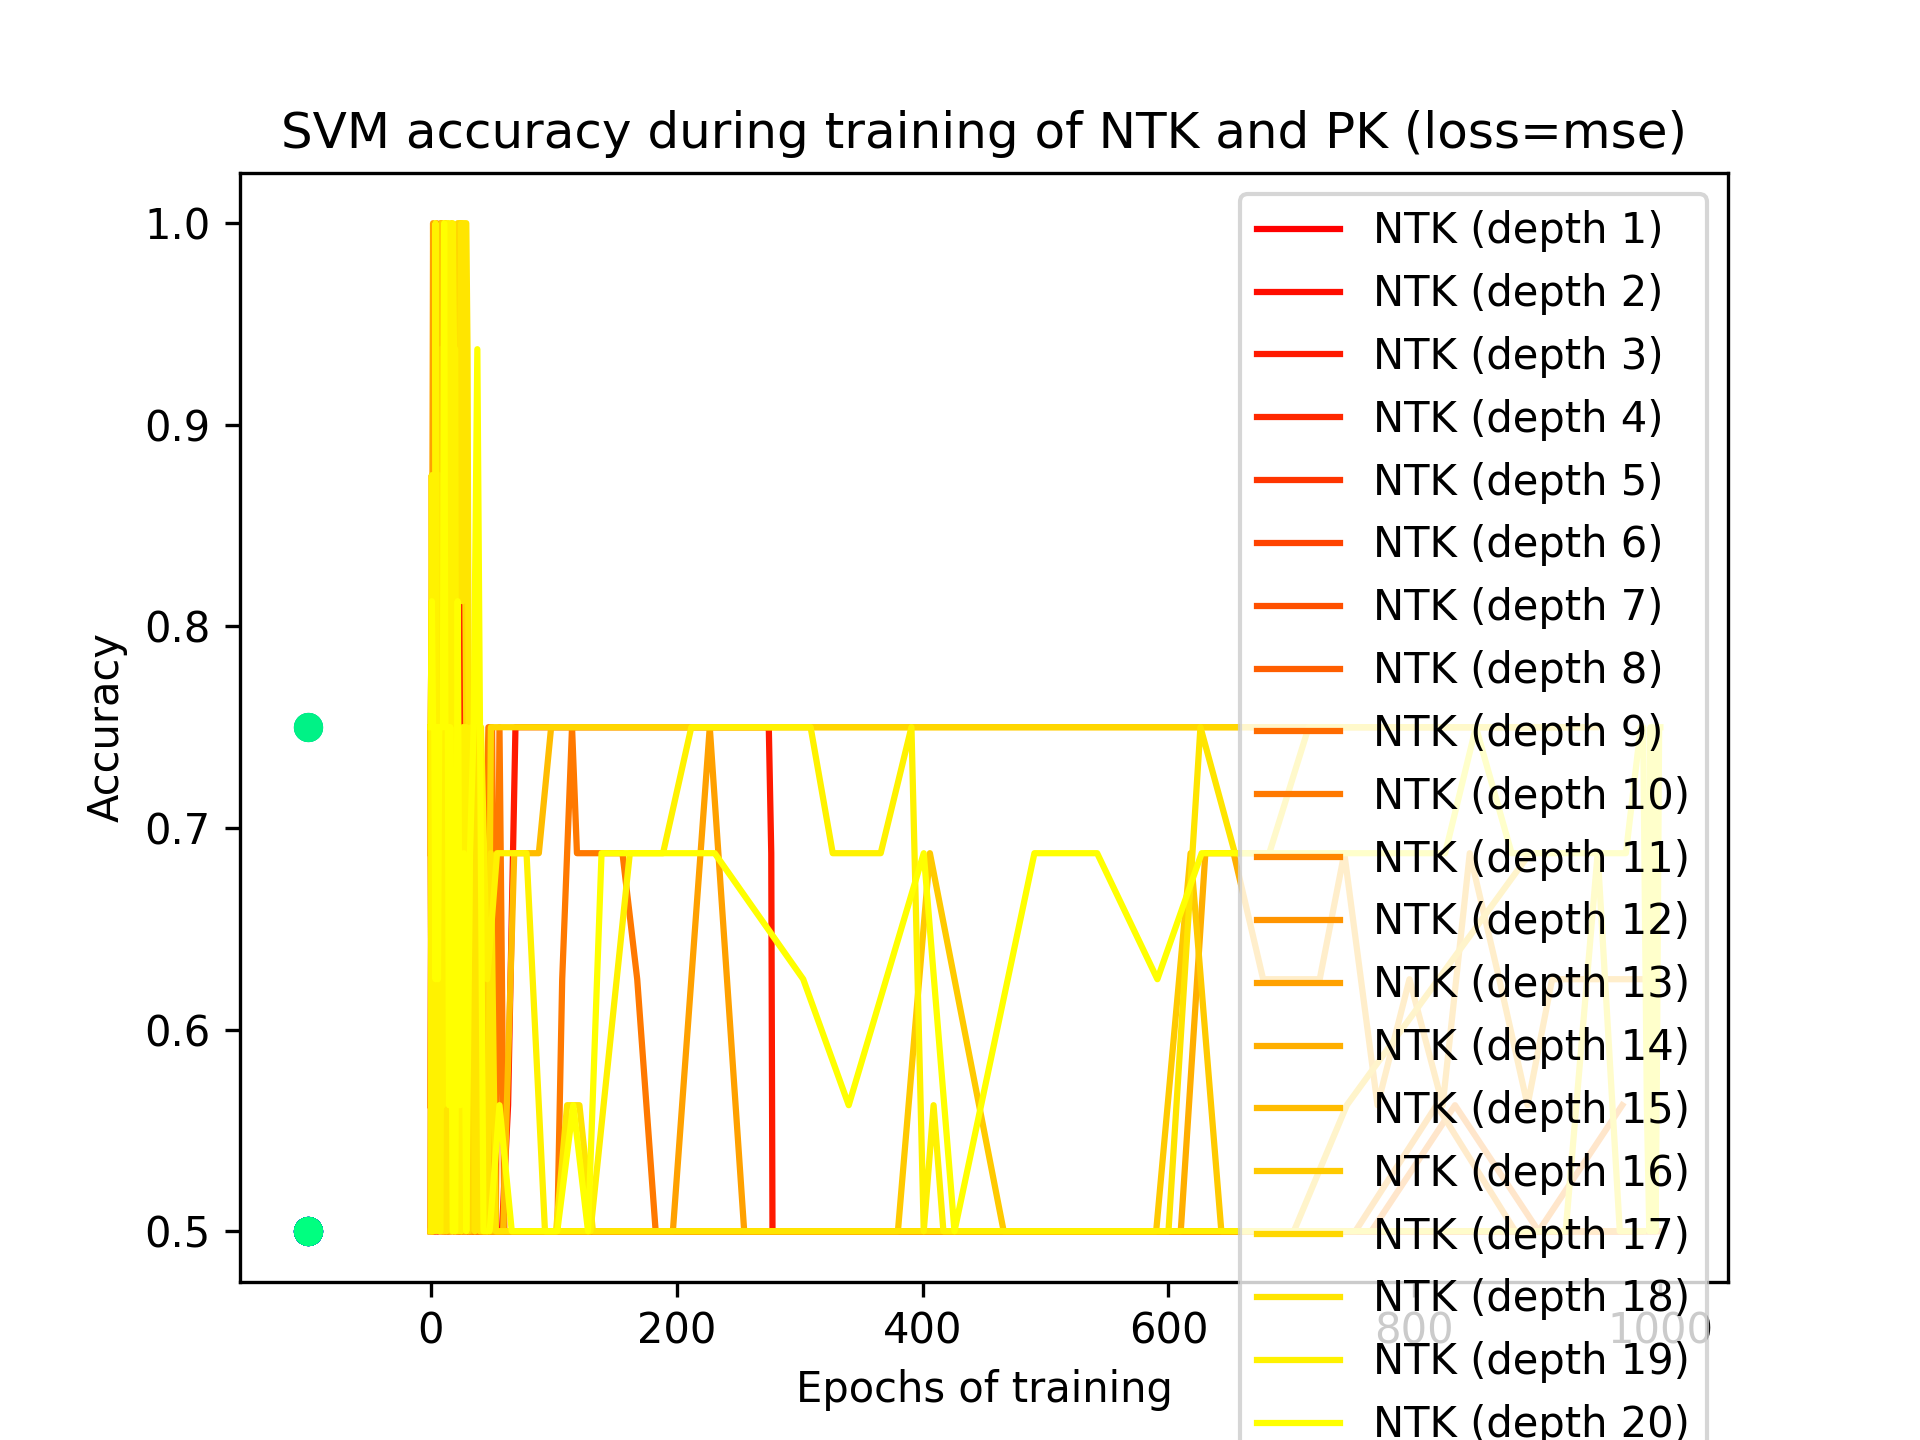 SVM accuracy during training of NTK and PK (loss=mse)
1.0
0.9
0.8
0.7
0.6
0.5
Accuracy
0
200
400
600
800
1000
Epochs of training
NTK (depth 1)
NTK (depth 2)
NTK (depth 3)
NTK (depth 4)
NTK (depth 5)
NTK (depth 6)
NTK (depth 7)
NTK (depth 8)
NTK (depth 9)
NTK (depth 10)
NTK (depth 11)
NTK (depth 12)
NTK (depth 13)
NTK (depth 14)
NTK (depth 15)
NTK (depth 16)
NTK (depth 17)
NTK (depth 18)
NTK (depth 19)
NTK (depth 20)